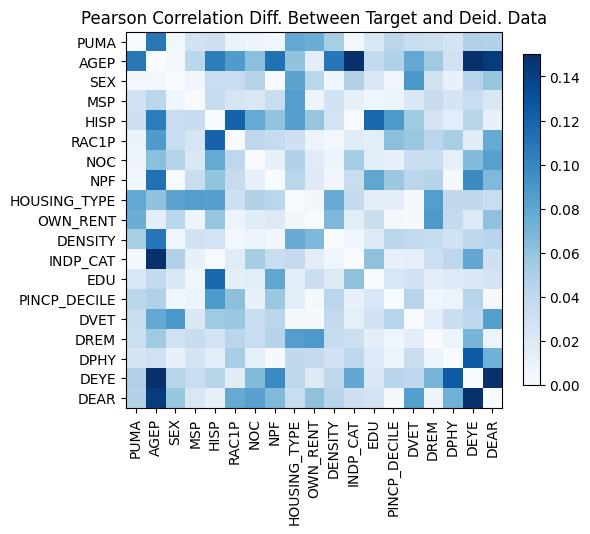 Pearson Correlation Diff. Between Target and Deid. Data
PUMA
AGEP
SEX
MSP
HISP
RAC1P
NOC
NPF
HOUSING_TYPE
OWN_RENT
DENSITY
INDP_CAT
EDU
PINCP_DECILE
DVET
DREM
DPHY
DEYE
DEAR
PUMA
AGEP
SEX
MSP
HISP
RAC1P
NOC
NPF
HOUSING_TYPE
OWN_RENT
DENSITY
INDP_CAT
EDU
PINCP_DECILE
DVET
DREM
DPHY
DEYE
DEAR
0.14
0.12
0.10
0.08
0.06
0.04
0.02
0.00